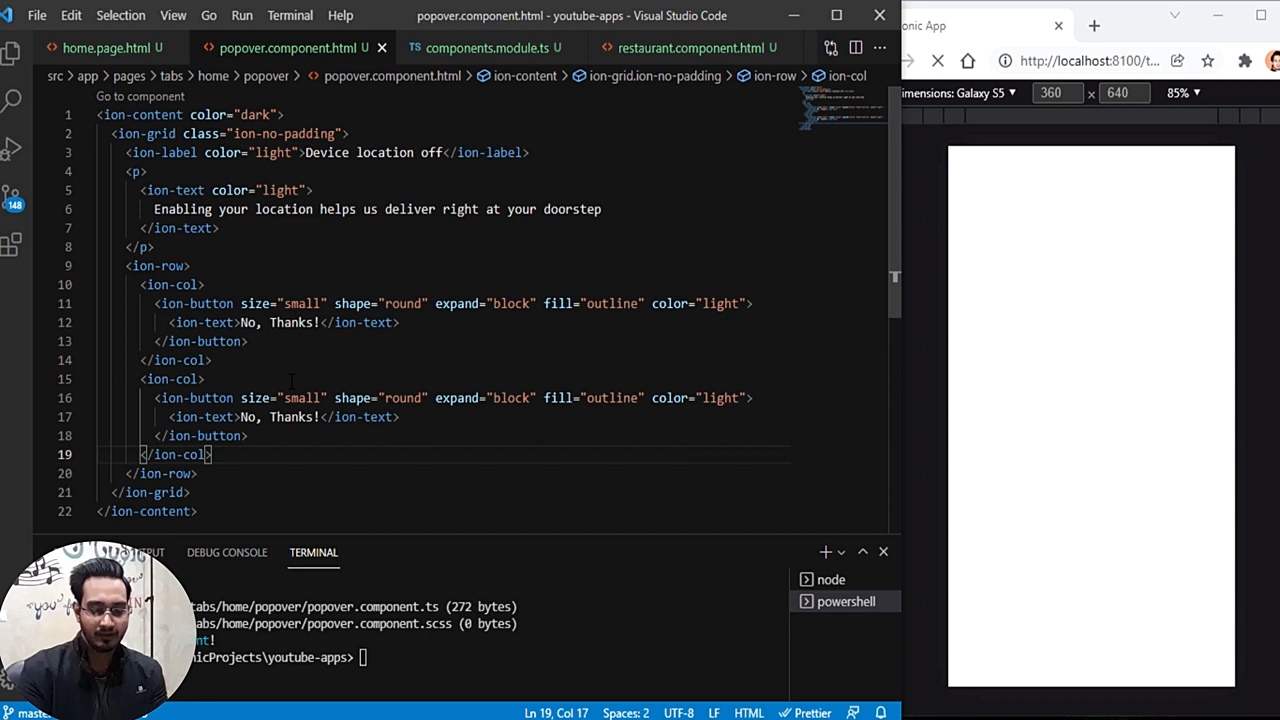 File Edit Selection View Go Run Terminal Help popover.component.html - youtube-apps - Visual Studio Code
home.page.html U popover.component.html U components.module.ts U restaurant.component.html U
src > app > pages > tabs > home > popover > popover.component.html > ion-content > ion-grid.ion-no-padding > ion-row > ion-col
Go to component
1 <ion-content color="dark">
2 <ion-grid class="ion-no-padding">
3 <ion-label color="light">Device location off</ion-label>
4 <p>
5 <ion-text color="light">
6 Enabling your location helps us deliver right at your doorstep
7 </ion-text>
8 </p>
9 <ion-row>
10 <ion-col>
11 <ion-button size="small" shape="round" expand="block" fill="outline" color="light">
12 <ion-text>No, Thanks!</ion-text>
13 </ion-button>
14 </ion-col>
15 <ion-col>
16 <ion-button size="small" shape="round" expand="block" fill="outline" color="light">
17 <ion-text>No, Thanks!</ion-text>
18 </ion-button>
19 </ion-col>
20 </ion-row>
21 </ion-grid>
22 </ion-content>
148
DEBUG CONSOLE TERMINAL
node
powershell
tabs/home/popover/popover.component.ts (272 bytes)
tabs/home/popover/popover.component.scss (0 bytes)
nt!
nicProjects\youtube-apps>
Ln 19, Col 17 Spaces: 2 UTF-8 LF HTML Prettier
onic App
http://localhost:8100/t...
imensions: Galaxy S5 360 × 640 85%